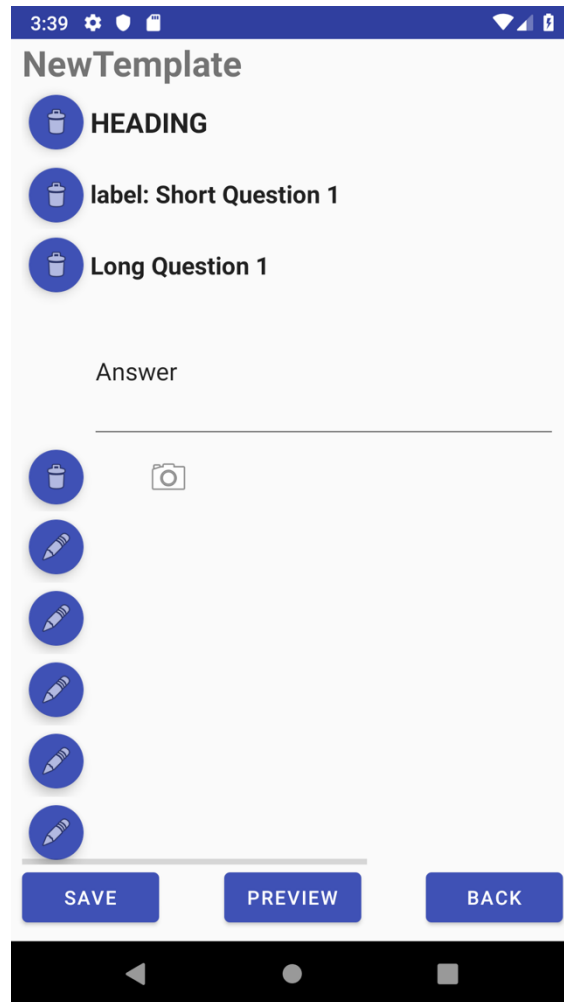 3:39
NewTemplate
HEADING
label: Short Question 1
Long Question 1
Answer
SAVE PREVIEW BACK